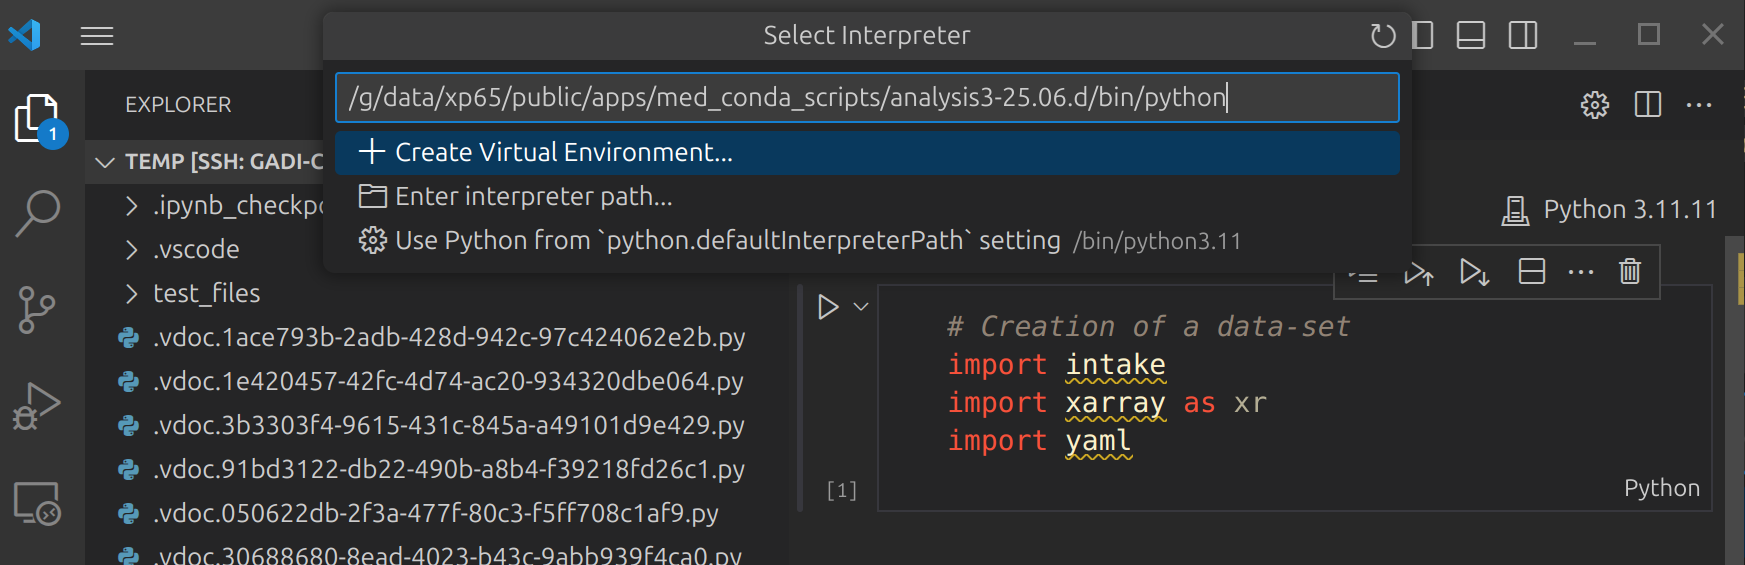 Select Interpreter
/g/data/xp65/public/apps/med_conda_scripts/analysis3-25.06.d/bin/python
Create Virtual Environment...
Enter interpreter path...
Use Python from `python.defaultInterpreterPath` setting /bin/python3.11
1
EXPLORER
TEMP [SSH: GADI-C
.ipynb_checkp
.vscode
test_files
.vdoc.1ace793b-2adb-428d-942c-97c424062e2b.py
.vdoc.1e420457-42fc-4d74-ac20-934320dbe064.py
.vdoc.3b3303f4-9615-431c-845a-a49101d9e429.py
.vdoc.91bd3122-db22-490b-a8b4-f39218fd26c1.py
.vdoc.050622db-2f3a-477f-80c3-f5ff708c1af9.py
.vdoc.30688680-8ead-4023-b43c-9abb939f4ca0.py
Python 3.11.11
# Creation of a data-set
import intake
import xarray as xr
import yaml
[1]
Python